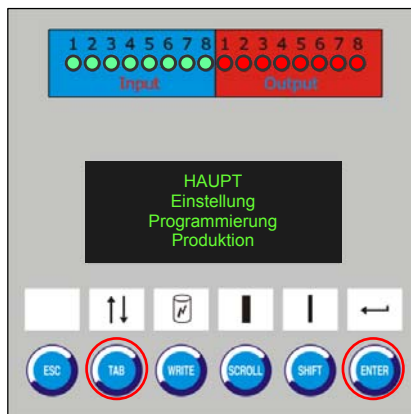 1 2 3 4 5 6 7 8 1 2 3 4 5 6 7 8
Input Output
HAUPT
Einstellung
Programmierung
Produktion
ESC TAB WRITE SCROLL SHIFT ENTER